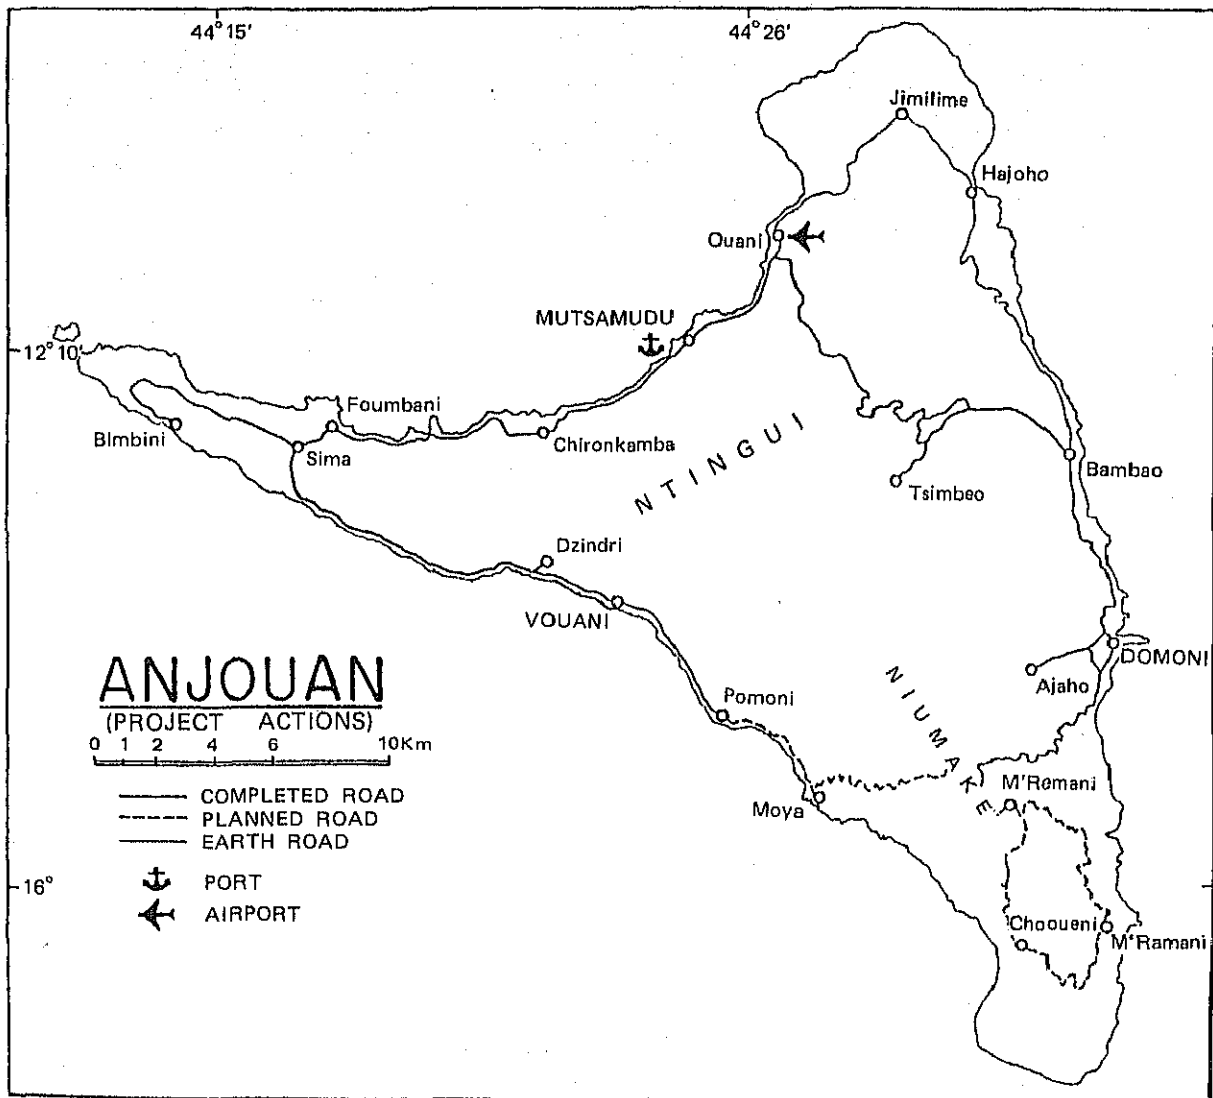 44°15'
44°26'
Jimilime
Hajoho
Ouani
MUTSAMUDU
12°10'
Foumbani
Bimbini
Sima
Chironkamba
NTINGUI
Bambao
Tsimbeo
Dzindri
VOUANI
DOMONI
Ajaho
ANJOUAN
(PROJECT ACTIONS)
0 1 2 4 6 10Km
Pomoni
NIUMAKE
M'Remani
Moya
COMPLETED ROAD
PLANNED ROAD
EARTH ROAD
PORT
AIRPORT
16°
Chooueni
M'Ramani